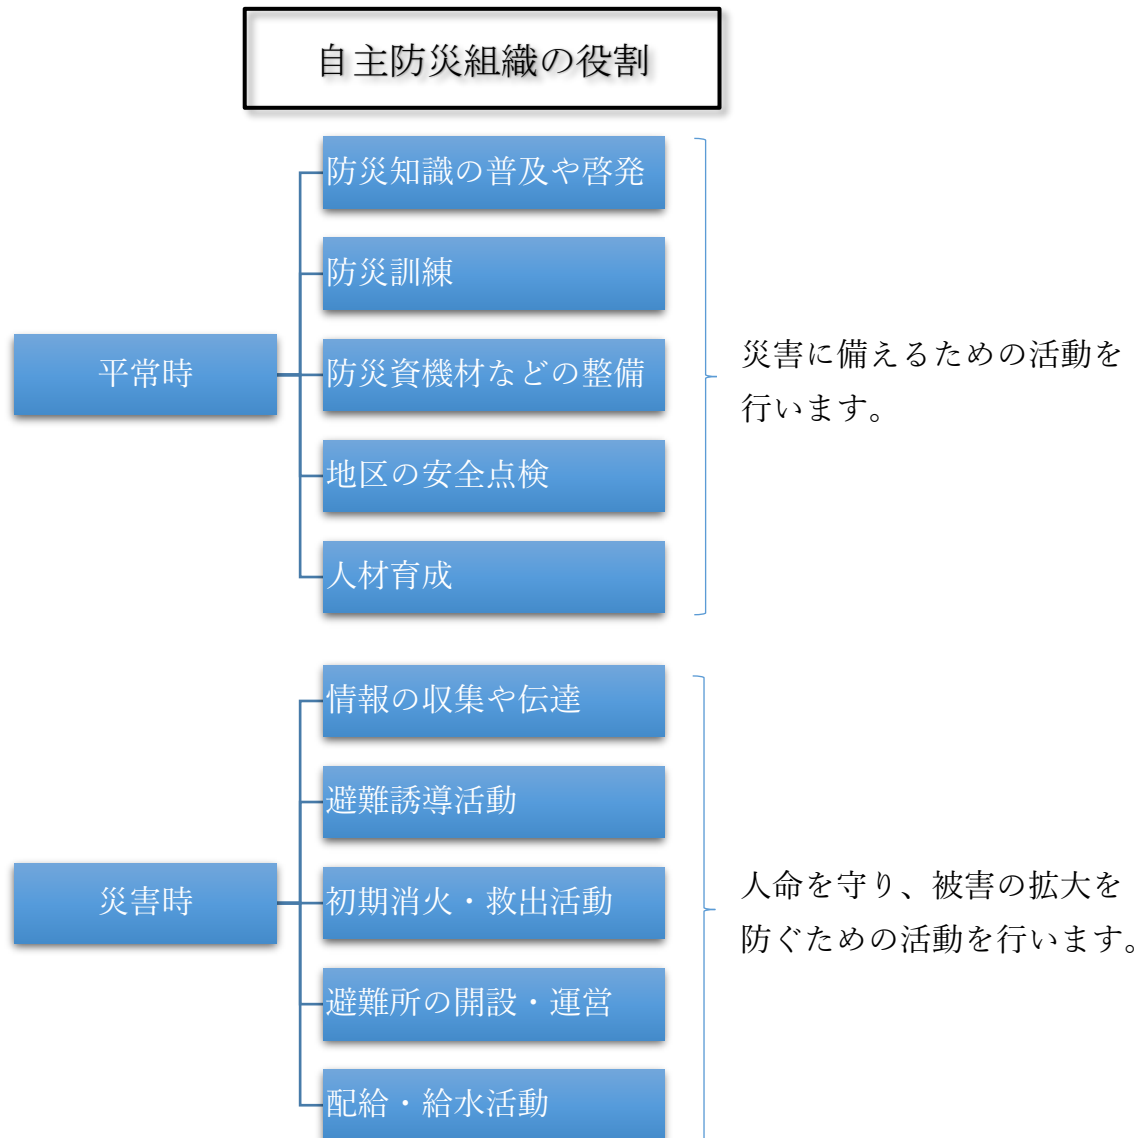 自主防災組織の役割
平常時
防災知識の普及や啓発
防災訓練
防災資機材などの整備
地区の安全点検
人材育成
災害に備えるための活動を
行います。
災害時
情報の収集や伝達
避難誘導活動
初期消火・救出活動
避難所の開設・運営
配給・給水活動
人命を守り、被害の拡大を
防ぐための活動を行います。